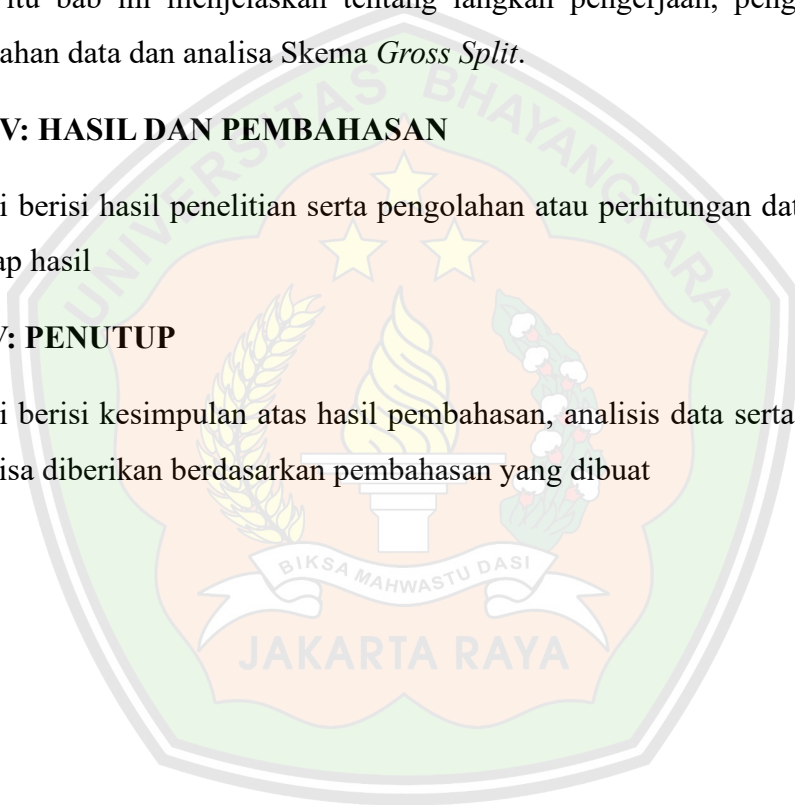 itu bab ini menjelaskan tentang langkah pengerjaan, peng
ahan data dan analisa Skema Gross Split.
V: HASIL DAN PEMBAHASAN
i berisi hasil penelitian serta pengolahan atau perhitungan dat
ap hasil
V: PENUTUP
i berisi kesimpulan atas hasil pembahasan, analisis data serta
isa diberikan berdasarkan pembahasan yang dibuat
UNIVERSITAS BHAYANGKARA
BIKSA MAHWASTU DASI
JAKARTA RAYA